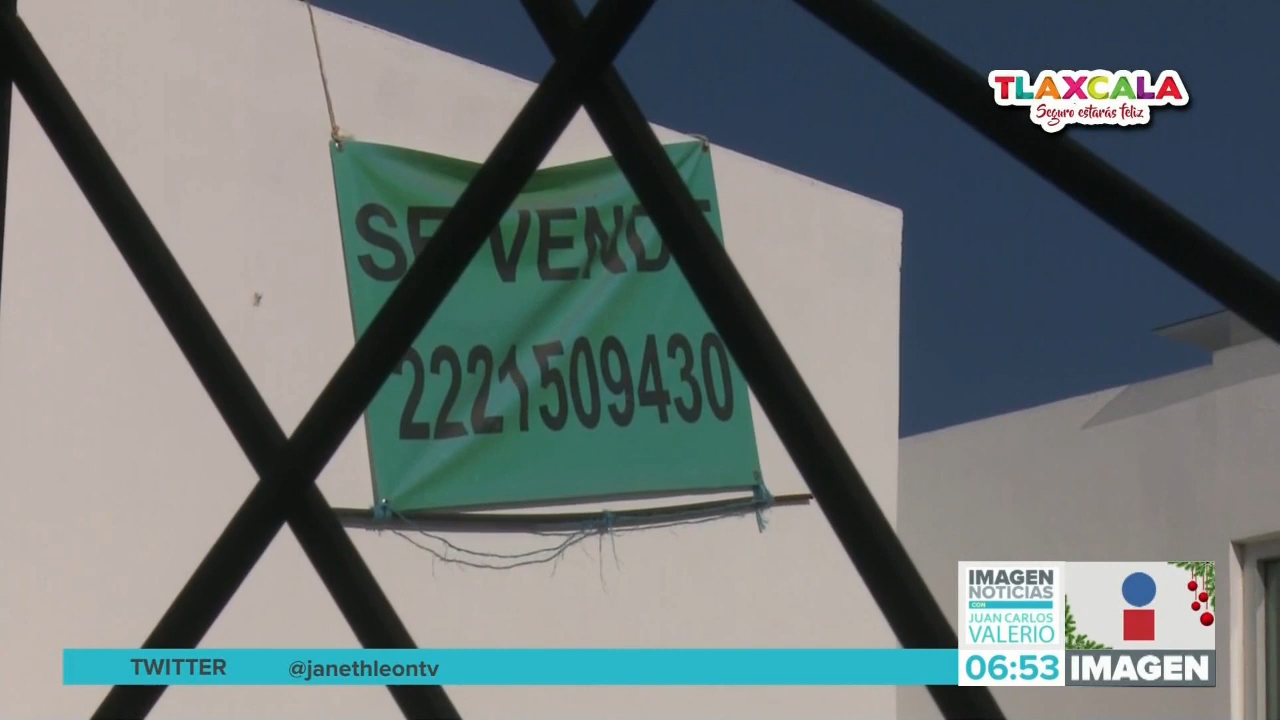 TLAXCALA
Seguro estarás feliz
SE VENDE
2221509430
IMAGEN
NOTICIAS
CON
JUAN CARLOS
VALERIO
TWITTER @janethleontv
06:53 IMAGEN